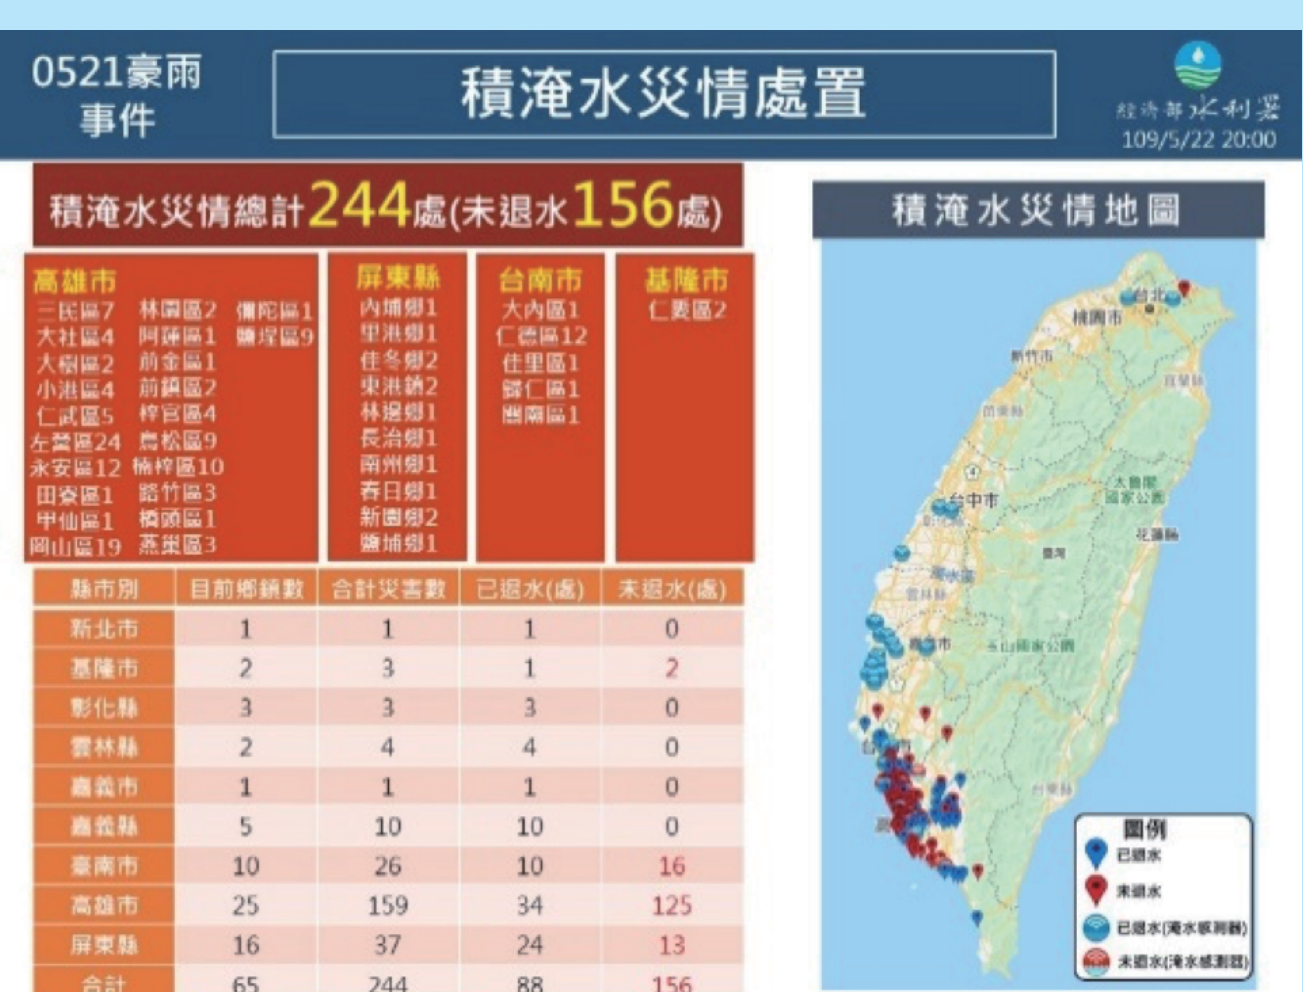 0521豪雨
事件
積淹水災情處置
經濟部水利署
109/5/22 20:00
積淹水災情總計244處(未退水156處)
高雄市
三民區7 林園區2 彌陀區1
大社區4 阿蓮區1 鹽埕區9
大樹區2 前金區1
小港區4 前鎮區2
仁武區5 梓官區4
左營區24 鳥松區9
永安區12 楠梓區10
田寮區1 路竹區3
甲仙區1 橋頭區1
岡山區19 燕巢區3
屏東縣
內埔鄉1
里港鄉1
佳冬鄉2
東港鎮2
林邊鄉1
長治鄉1
南州鄉1
春日鄉1
新園鄉2
鹽埔鄉1
台南市
大內區1
仁德區12
佳里區1
歸仁區1
關廟區1
基隆市
仁愛區2
縣市別 目前鄉鎮數 合計災害數 已退水(處) 未退水(處)
新北市 1 1 1 0
基隆市 2 3 1 2
彰化縣 3 3 3 0
雲林縣 2 4 4 0
嘉義市 1 1 1 0
嘉義縣 5 10 10 0
臺南市 10 26 10 16
高雄市 25 159 34 125
屏東縣 16 37 24 13
合計 65 244 88 156
積淹水災情地圖
台北
桃園市
新竹市
宜蘭縣
苗栗縣
4
太魯閣
國家公園
台中市
彰化縣
花蓮縣
臺灣
雲林縣
嘉義市
玉山國家公園
台東縣
圖例
已退水
未退水
已退水(淹水感測器)
未退水(淹水感測器)